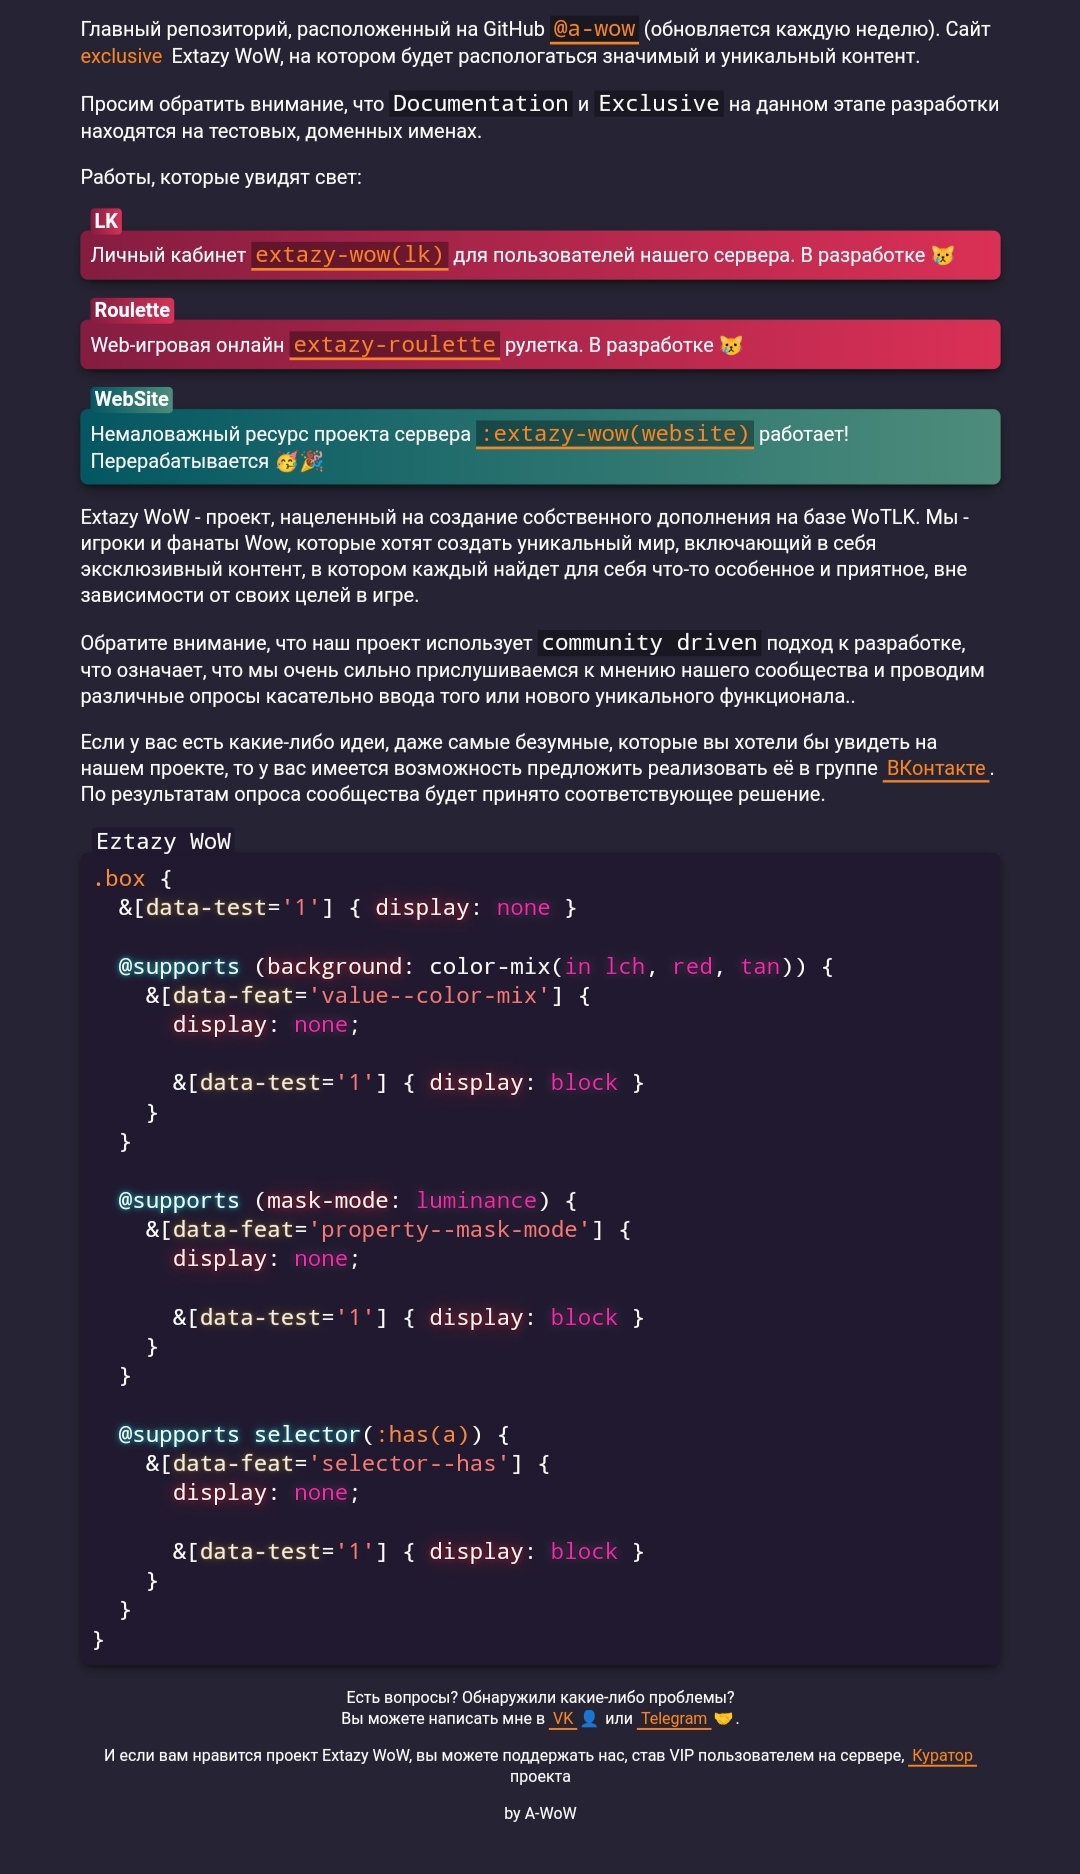 Главный репозиторий, расположенный на GitHub @a-wow (обновляется каждую неделю). Сайт
exclusive Extazy WoW, на котором будет распологаться значимый и уникальный контент.
Просим обратить внимание, что Documentation и Exclusive на данном этапе разработки
находятся на тестовых, доменных именах.
Работы, которые увидят свет:
LK
Личный кабинет extazy-wow(lk) для пользователей нашего сервера. В разработке 😿
Roulette
Web-игровая онлайн extazy-roulette рулетка. В разработке 😿
WebSite
Немаловажный ресурс проекта сервера :extazy-wow(website) работает!
Перерабатывается 🥳🎉
Extazy WoW - проект, нацеленный на создание собственного дополнения на базе WoTLK. Мы -
игроки и фанаты Wow, которые хотят создать уникальный мир, включающий в себя
эксклюзивный контент, в котором каждый найдет для себя что-то особенное и приятное, вне
зависимости от своих целей в игре.
Обратите внимание, что наш проект использует community driven подход к разработке,
что означает, что мы очень сильно прислушиваемся к мнению нашего сообщества и проводим
различные опросы касательно ввода того или нового уникального функционала..
Если у вас есть какие-либо идеи, даже самые безумные, которые вы хотели бы увидеть на
нашем проекте, то у вас имеется возможность предложить реализовать её в группе ВКонтакте.
По результатам опроса сообщества будет принято соответствующее решение.
Eztazy WoW
.box {
  &[data-test='1'] { display: none }
  @supports (background: color-mix(in lch, red, tan)) {
    &[data-feat='value--color-mix'] {
      display: none;
      &[data-test='1'] { display: block }
    }
  }
  @supports (mask-mode: luminance) {
    &[data-feat='property--mask-mode'] {
      display: none;
      &[data-test='1'] { display: block }
    }
  }
  @supports selector(:has(a)) {
    &[data-feat='selector--has'] {
      display: none;
      &[data-test='1'] { display: block }
    }
  }
}
Есть вопросы? Обнаружили какие-либо проблемы?
Вы можете написать мне в VK 👤 или Telegram 🤝.
И если вам нравится проект Extazy WoW, вы можете поддержать нас, став VIP пользователем на сервере, Куратор
проекта
by A-WoW